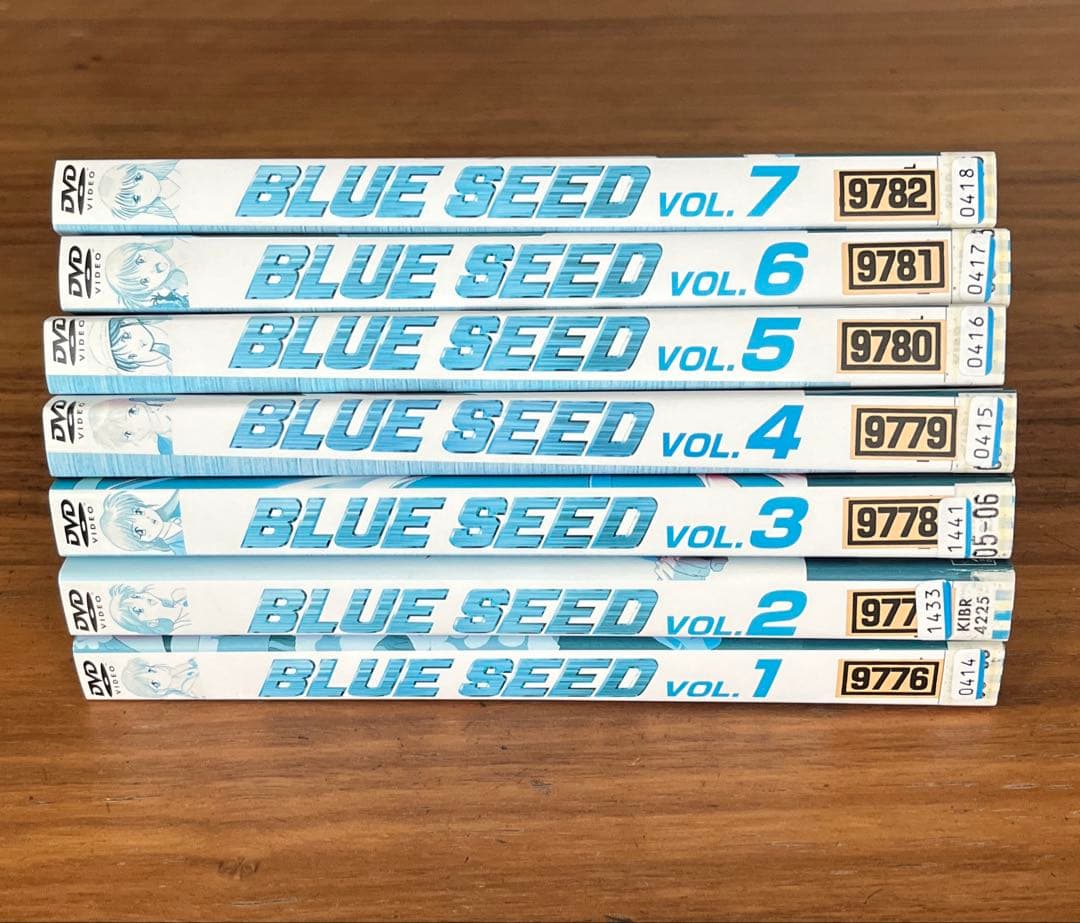 DVD VIDEO BLUE SEED VOL. 7 9782 0418
DVD VIDEO BLUE SEED VOL. 6 9781 0417
DVD VIDEO BLUE SEED VOL. 5 9780 0416
DVD VIDEO BLUE SEED VOL. 4 9779 0415
DVD VIDEO BLUE SEED VOL. 3 9778 1441 05-06
DVD VIDEO BLUE SEED VOL. 2 977 1433 KIBR 4225
DVD VIDEO BLUE SEED VOL. 1 9776 0414